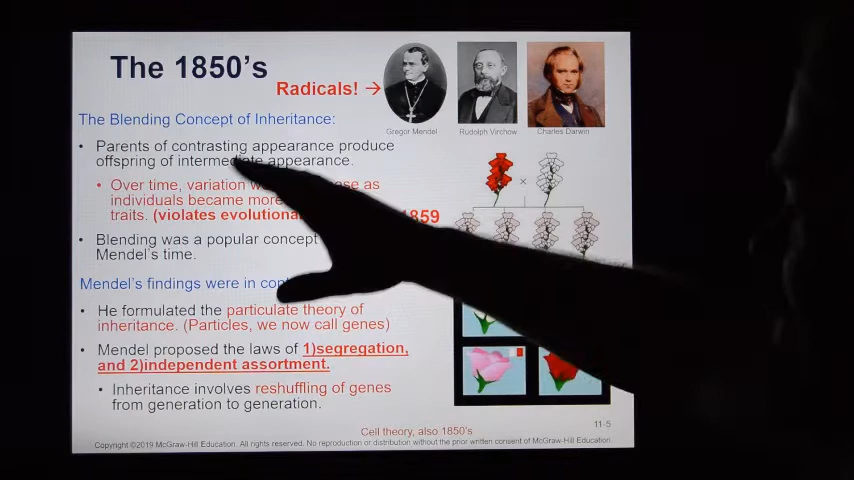 The 1850's
Radicals! →
Gregor Mendel
Rudolph Virchow
Charles Darwin
The Blending Concept of Inheritance:
• Parents of contrasting appearance produce
offspring of intermediate appearance.
• Over time, variation as
individuals became more
traits. (violates 1859
• Blending was a popular concept
Mendel's time.
Mendel's findings were in
• He formulated the particulate theory of
inheritance. (Particles, we now call genes)
• Mendel proposed the laws of 1)segregation,
and 2)independent assortment.
• Inheritance involves reshuffling of genes
from generation to generation.
Cell theory, also 1850's
11-5
Copyright ©2019 McGraw-Hill Education. All rights reserved. No reproduction or distribution without the prior written consent of McGraw-Hill Education.